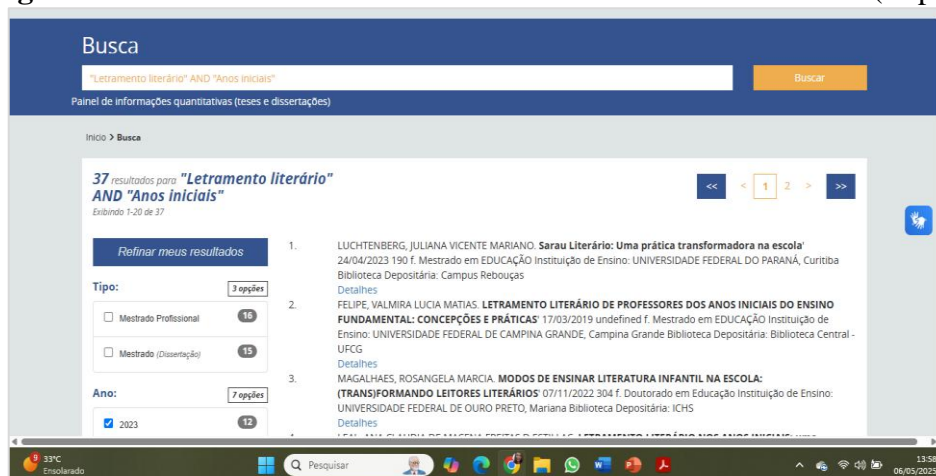 Busca
"Letramento literário" AND "Anos iniciais"
Buscar
Painel de informações quantitativas (teses e dissertações)
Inicio > Busca
37 resultados para "Letramento literário"
AND "Anos iniciais"
Exibindo 1-20 de 37
<< < 1 2 > >>
Refinar meus resultados
Tipo: 3 opções
Mestrado Profissional 16
Mestrado (Dissertação) 15
Ano: 7 opções
2023 12
1. LUCHTENBERG, JULIANA VICENTE MARIANO. Sarau Literário: Uma prática transformadora na escola'
24/04/2023 190 f. Mestrado em EDUCAÇÃO Instituição de Ensino: UNIVERSIDADE FEDERAL DO PARANÁ, Curitiba
Biblioteca Depositária: Campus Rebouças
Detalhes
2. FELIPE, VALMIRA LUCIA MATIAS. LETRAMENTO LITERÁRIO DE PROFESSORES DOS ANOS INICIAIS DO ENSINO
FUNDAMENTAL: CONCEPÇÕES E PRÁTICAS' 17/03/2019 undefined f. Mestrado em EDUCAÇÃO Instituição de
Ensino: UNIVERSIDADE FEDERAL DE CAMPINA GRANDE, Campina Grande Biblioteca Depositária: Biblioteca Central -
UFCG
Detalhes
3. MAGALHAES, ROSANGELA MARCIA. MODOS DE ENSINAR LITERATURA INFANTIL NA ESCOLA:
(TRANS)FORMANDO LEITORES LITERÁRIOS' 07/11/2022 304 f. Doutorado em Educação Instituição de Ensino:
UNIVERSIDADE FEDERAL DE OURO PRETO, Mariana Biblioteca Depositária: ICHS
Detalhes
9 33°C
Ensolarado
Pesquisar
13:58
06/05/2025